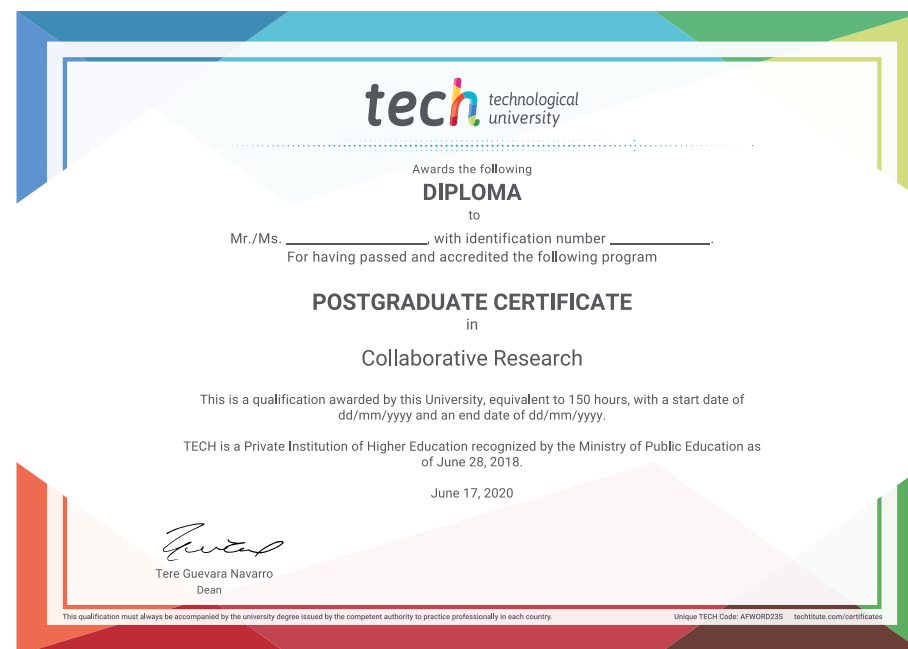 tech technological
university
Awards the following
DIPLOMA
to
Mr./Ms. ____________________, with identification number ______________.
For having passed and accredited the following program
POSTGRADUATE CERTIFICATE
in
Collaborative Research
This is a qualification awarded by this University, equivalent to 150 hours, with a start date of
dd/mm/yyyy and an end date of dd/mm/yyyy.
TECH is a Private Institution of Higher Education recognized by the Ministry of Public Education as
of June 28, 2018.
June 17, 2020
Tere Guevara Navarro
Dean
This qualification must always be accompanied by the university degree issued by the competent authority to practice professionally in each country. Unique TECH Code: AFWORD23S techtitute.com/certificates